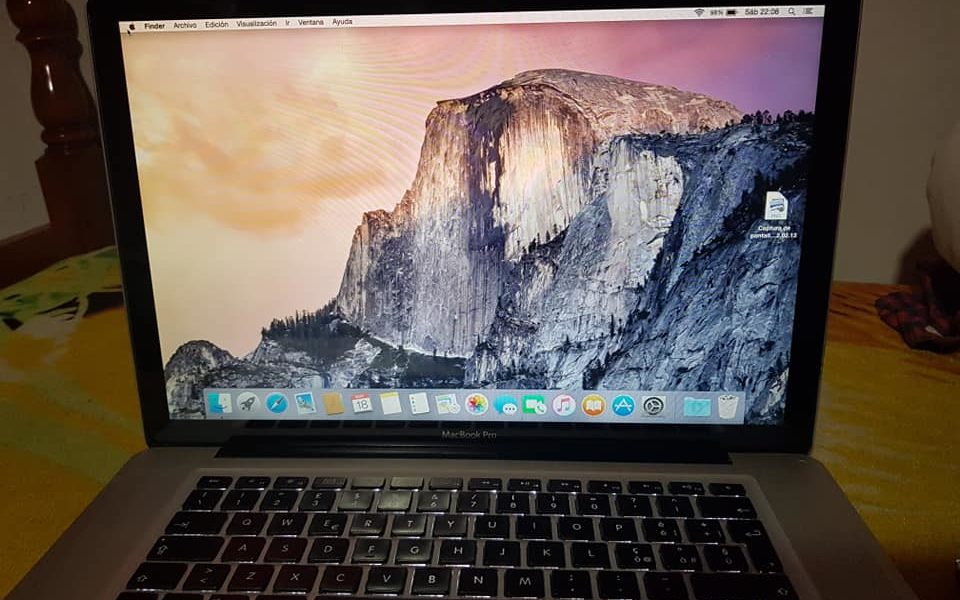 Finder Archivo Edición Visualización Ir Ventana Ayuda 98% Sáb 22:06
Captura de
pantall...2.02.13
18
MacBook Pro
Q W E R T Y U I O P
A S D F G H J K L
Z X C V B N M